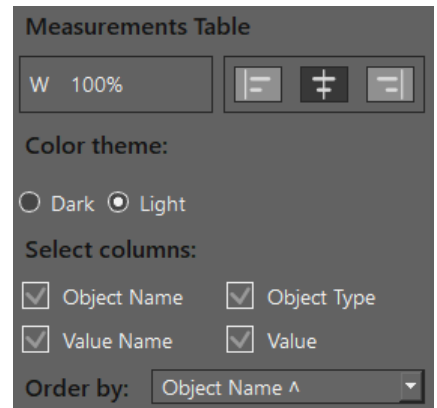 Measurements Table
W 100%
Color theme:
Dark Light
Select columns:
Object Name Object Type
Value Name Value
Order by: Object Name ^